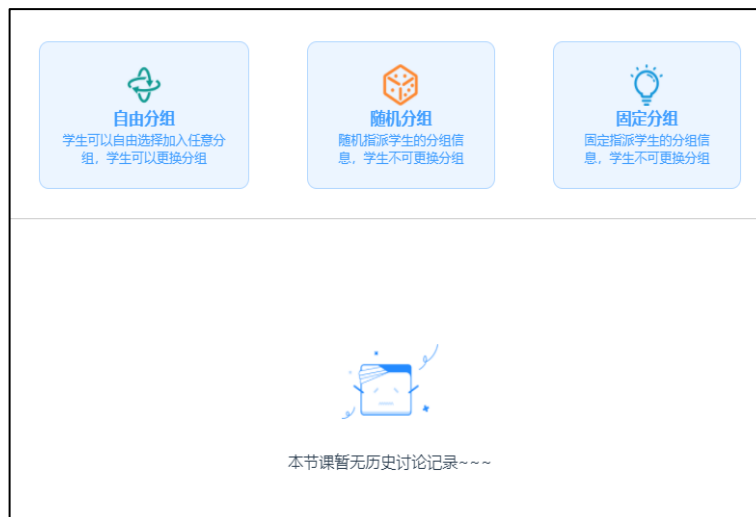 自由分组
学生可以自由选择加入任意分
组，学生可以更换分组
随机分组
随机指派学生的分组信
息，学生不可更换分组
固定分组
固定指派学生的分组信
息，学生不可更换分组
本节课暂无历史讨论记录~~~